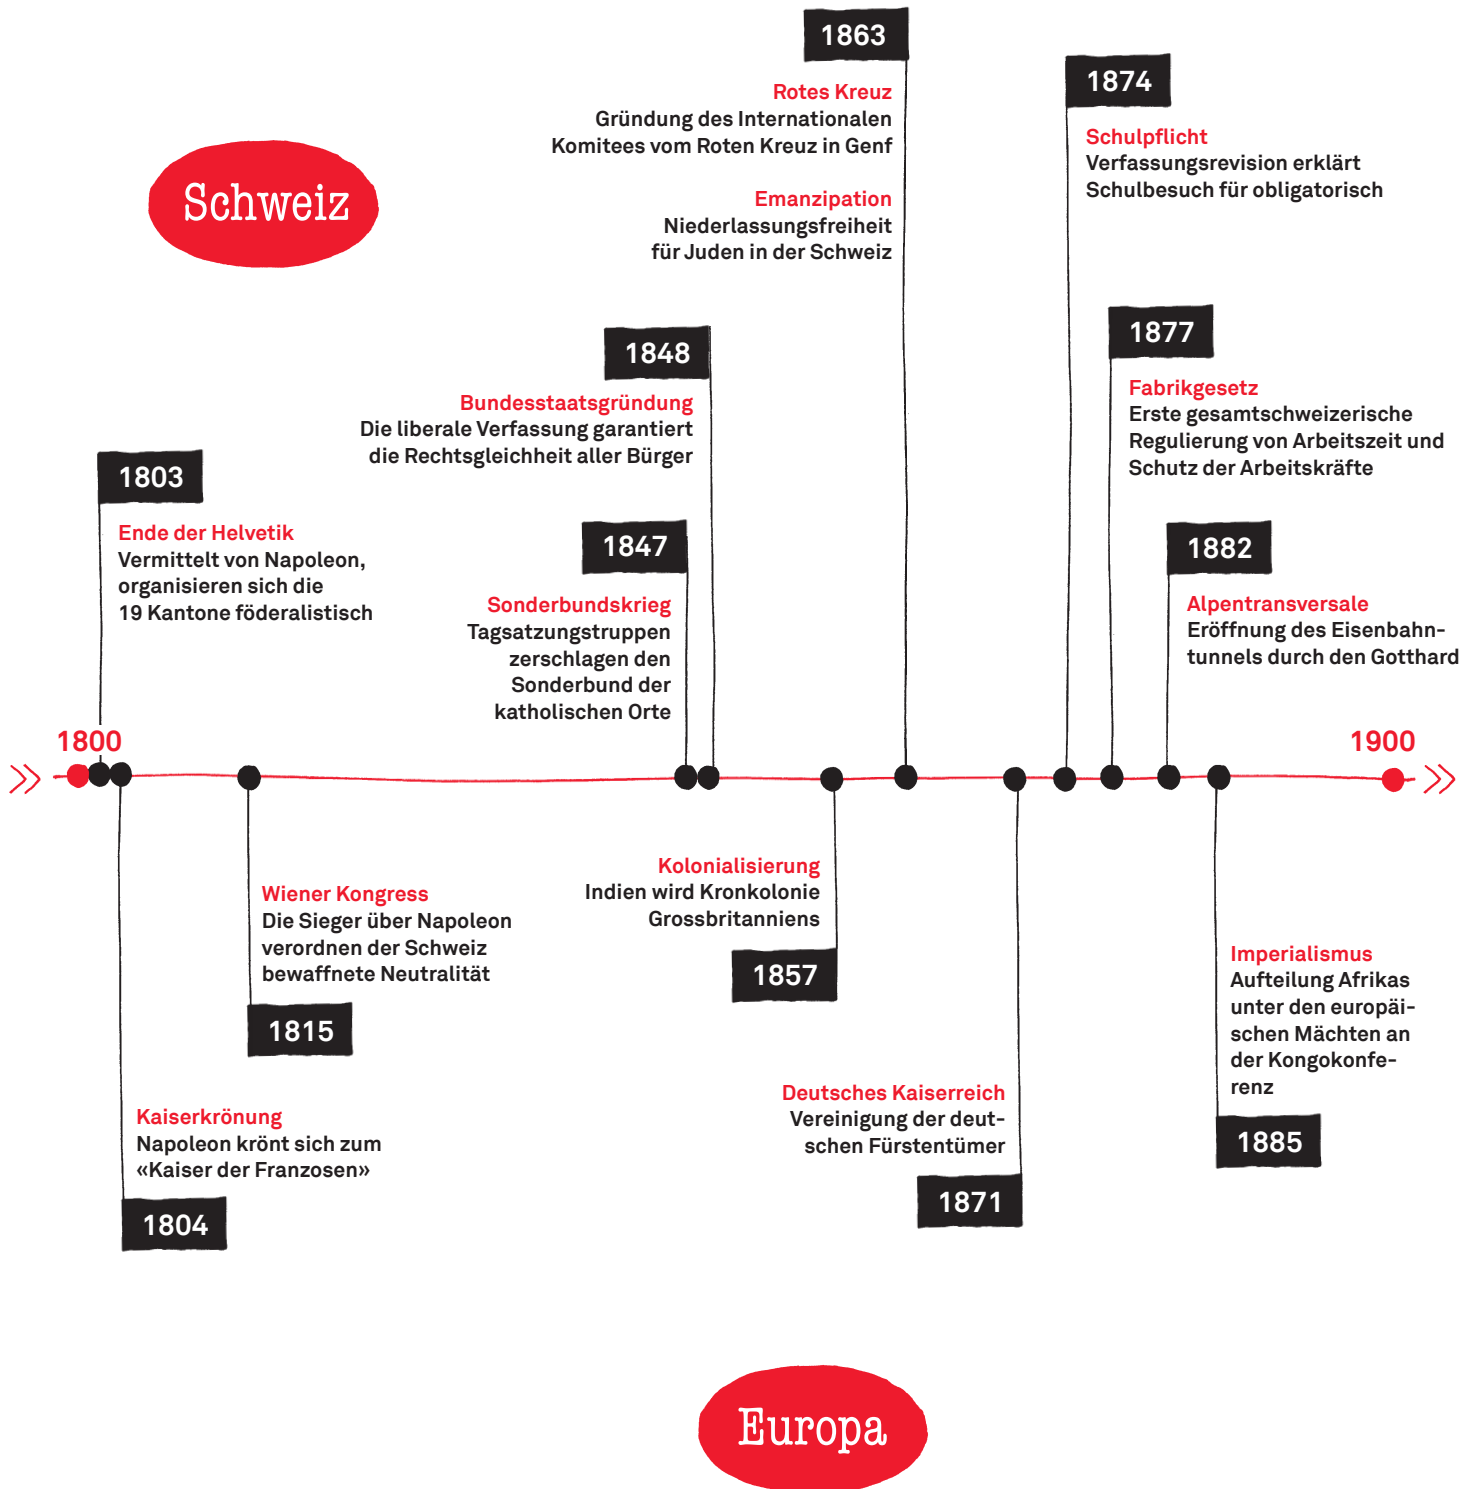 Schweiz
1803
Ende der Helvetik
Vermittelt von Napoleon,
organisieren sich die
19 Kantone föderalistisch
1847
Sonderbundskrieg
Tagsatzungstruppen
zerschlagen den
Sonderbund der
katholischen Orte
1848
Bundesstaatsgründung
Die liberale Verfassung garantiert
die Rechtsgleichheit aller Bürger
1863
Rotes Kreuz
Gründung des Internationalen
Komitees vom Roten Kreuz in Genf
Emanzipation
Niederlassungsfreiheit
für Juden in der Schweiz
1874
Schulpflicht
Verfassungsrevision erklärt
Schulbesuch für obligatorisch
1877
Fabrikgesetz
Erste gesamtschweizerische
Regulierung von Arbeitszeit und
Schutz der Arbeitskräfte
1882
Alpentransversale
Eröffnung des Eisenbahn-
tunnels durch den Gotthard
1800
1900
Kaiserkrönung
Napoleon krönt sich zum
«Kaiser der Franzosen»
1804
Wiener Kongress
Die Sieger über Napoleon
verordnen der Schweiz
bewaffnete Neutralität
1815
Kolonialisierung
Indien wird Kronkolonie
Grossbritanniens
1857
Deutsches Kaiserreich
Vereinigung der deut-
schen Fürstentümer
1871
Imperialismus
Aufteilung Afrikas
unter den europäi-
schen Mächten an
der Kongokonfe-
renz
1885
Europa